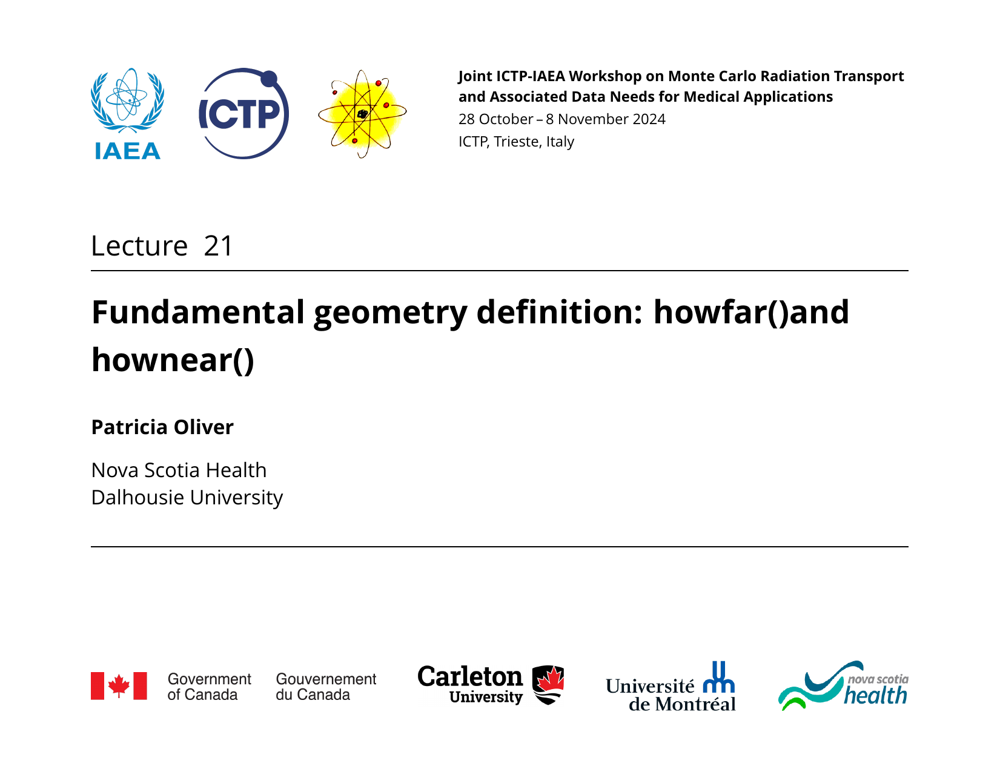 IAEA
ICTP
Joint ICTP-IAEA Workshop on Monte Carlo Radiation Transport
and Associated Data Needs for Medical Applications
28 October – 8 November 2024
ICTP, Trieste, Italy
Lecture 21
Fundamental geometry definition: howfar()and
hownear()
Patricia Oliver
Nova Scotia Health
Dalhousie University
Government
of Canada
Gouvernement
du Canada
Carleton
University
Université
de Montréal
nova scotia
health